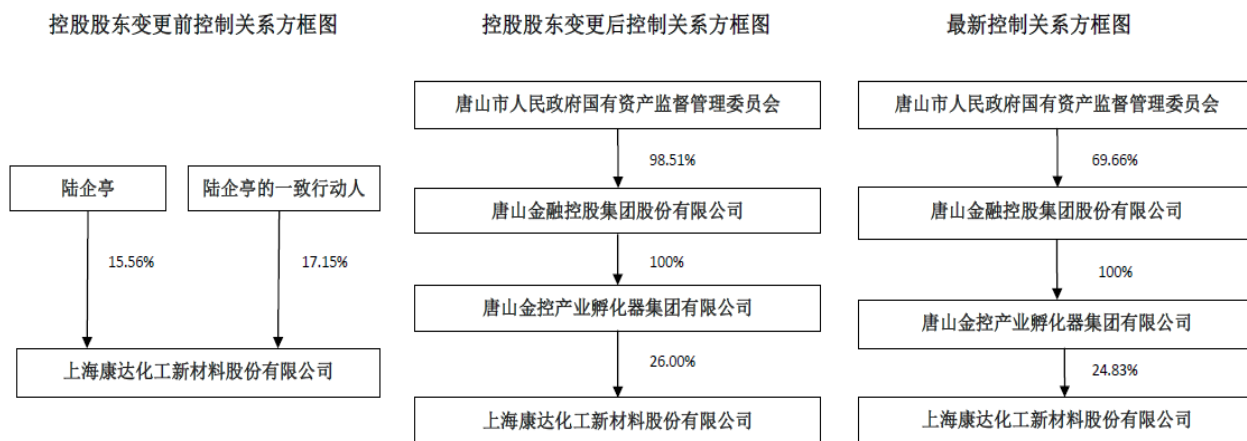 控股股东变更前控制关系方框图
陆企亭
陆企亭的一致行动人
15.56%
17.15%
上海康达化工新材料股份有限公司
控股股东变更后控制关系方框图
唐山市人民政府国有资产监督管理委员会
98.51%
唐山金融控股集团股份有限公司
100%
唐山金控产业孵化器集团有限公司
26.00%
上海康达化工新材料股份有限公司
最新控制关系方框图
唐山市人民政府国有资产监督管理委员会
69.66%
唐山金融控股集团股份有限公司
100%
唐山金控产业孵化器集团有限公司
24.83%
上海康达化工新材料股份有限公司